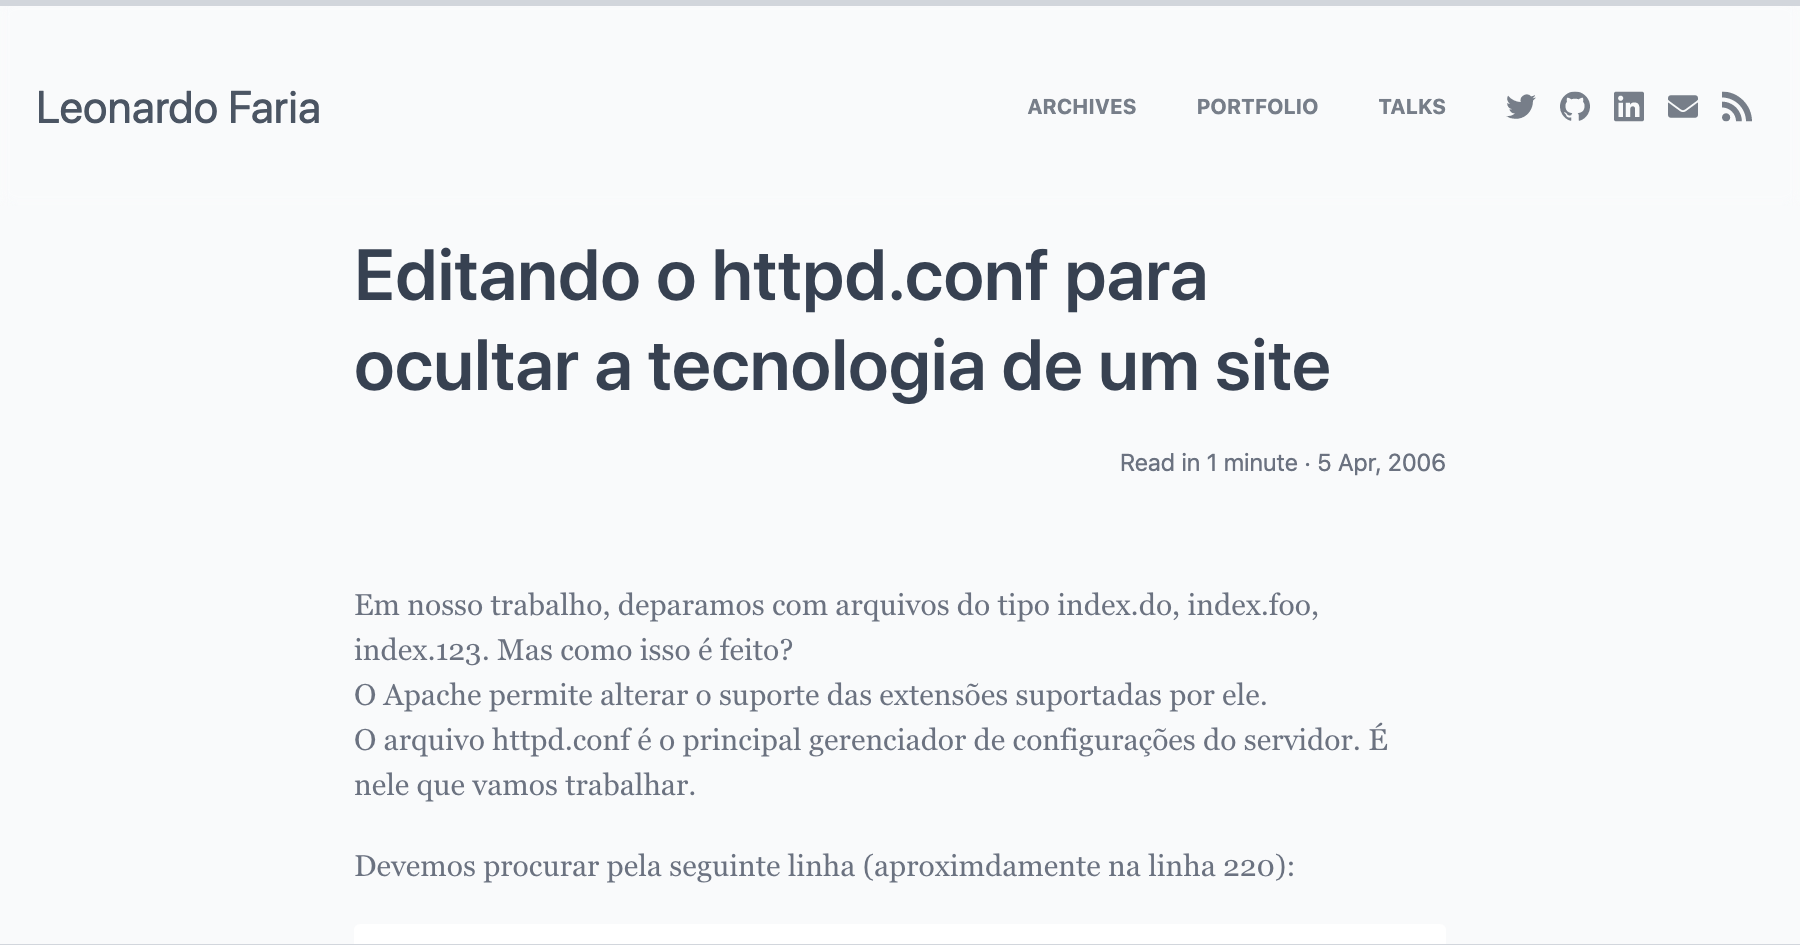 Leonardo Faria
ARCHIVES PORTFOLIO TALKS
Editando o httpd.conf para
ocultar a tecnologia de um site
Read in 1 minute · 5 Apr, 2006
Em nosso trabalho, deparamos com arquivos do tipo index.do, index.foo,
index.123. Mas como isso é feito?
O Apache permite alterar o suporte das extensões suportadas por ele.
O arquivo httpd.conf é o principal gerenciador de configurações do servidor. É
nele que vamos trabalhar.
Devemos procurar pela seguinte linha (aproximdamente na linha 220):